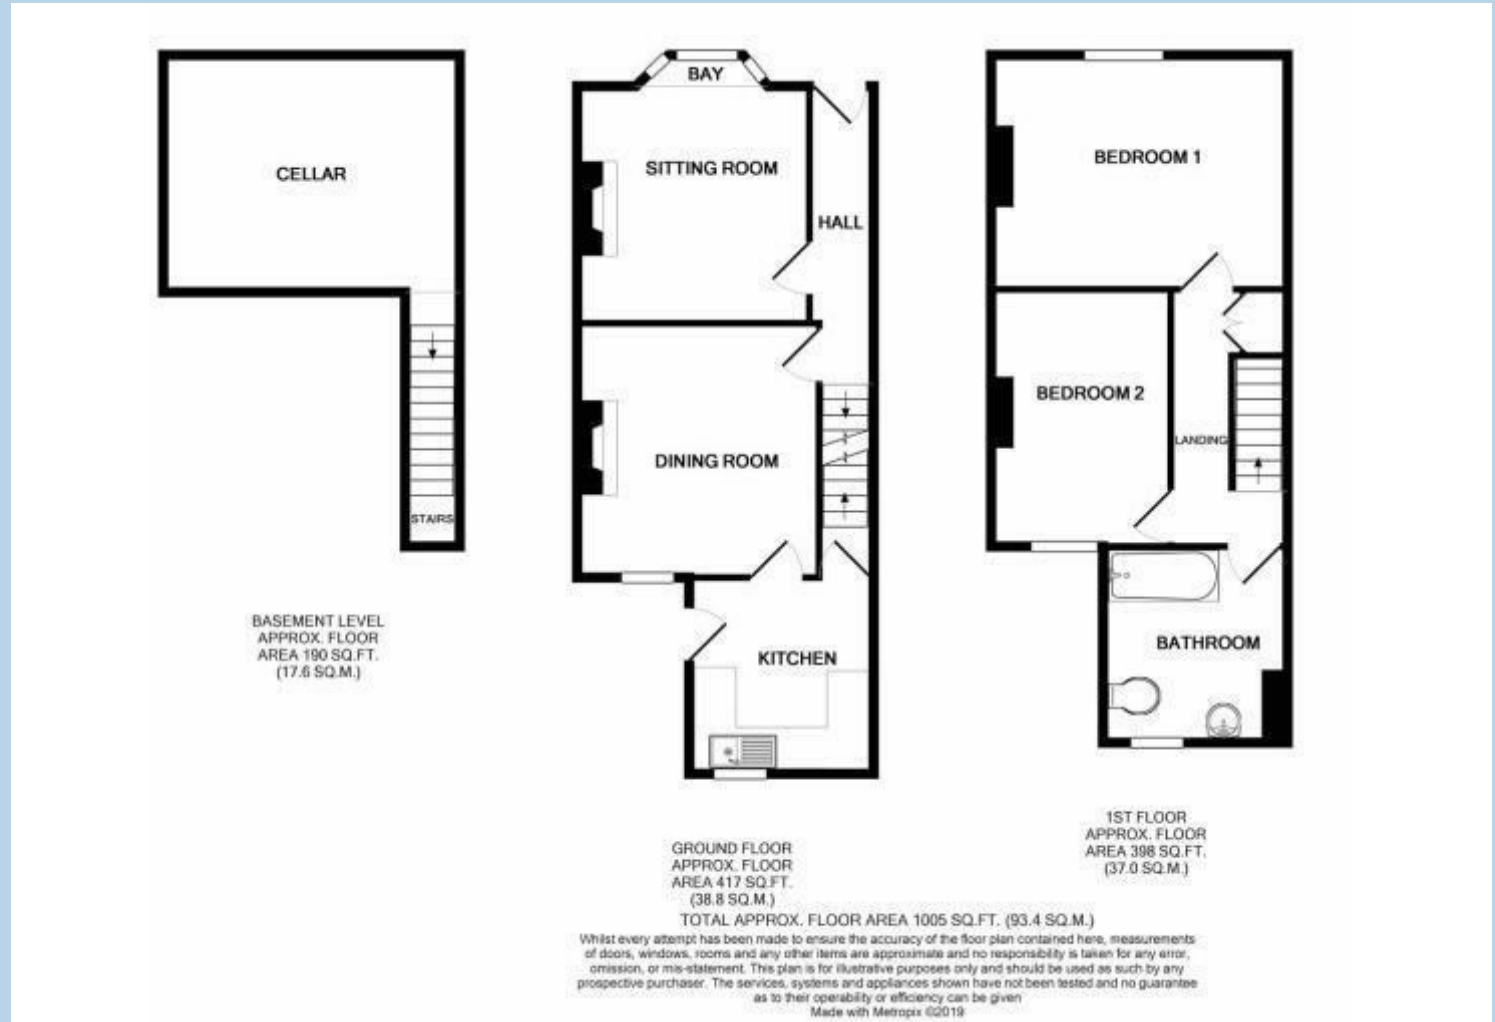 BAY
CELLAR
SITTING ROOM
BEDROOM 1
HALL
BEDROOM 2
LANDING
DINING ROOM
STAIRS
KITCHEN
BATHROOM
BASEMENT LEVEL
APPROX. FLOOR
AREA 190 SQ.FT.
(17.6 SQ.M.)
GROUND FLOOR
APPROX. FLOOR
AREA 417 SQ.FT.
(38.8 SQ.M.)
1ST FLOOR
APPROX. FLOOR
AREA 398 SQ.FT.
(37.0 SQ.M.)
TOTAL APPROX. FLOOR AREA 1005 SQ.FT. (93.4 SQ.M.)
Whilst every attempt has been made to ensure the accuracy of the floor plan contained here, measurements
of doors, windows, rooms and any other items are approximate and no responsibility is taken for any error,
omission, or mis-statement. This plan is for illustrative purposes only and should be used as such by any
prospective purchaser. The services, systems and appliances shown have not been tested and no guarantee
as to their operability or efficiency can be given
Made with Metropix ©2019